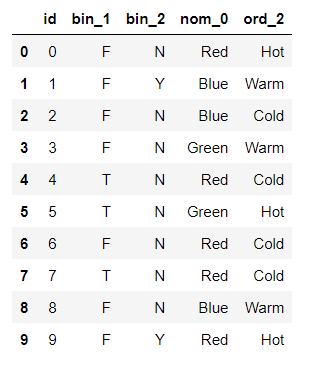 id bin_1 bin_2 nom_0 ord_2
0 0 F N Red Hot
1 1 F Y Blue Warm
2 2 F N Blue Cold
3 3 F N Green Warm
4 4 T N Red Cold
5 5 T N Green Hot
6 6 F N Red Cold
7 7 T N Red Cold
8 8 F N Blue Warm
9 9 F Y Red Hot